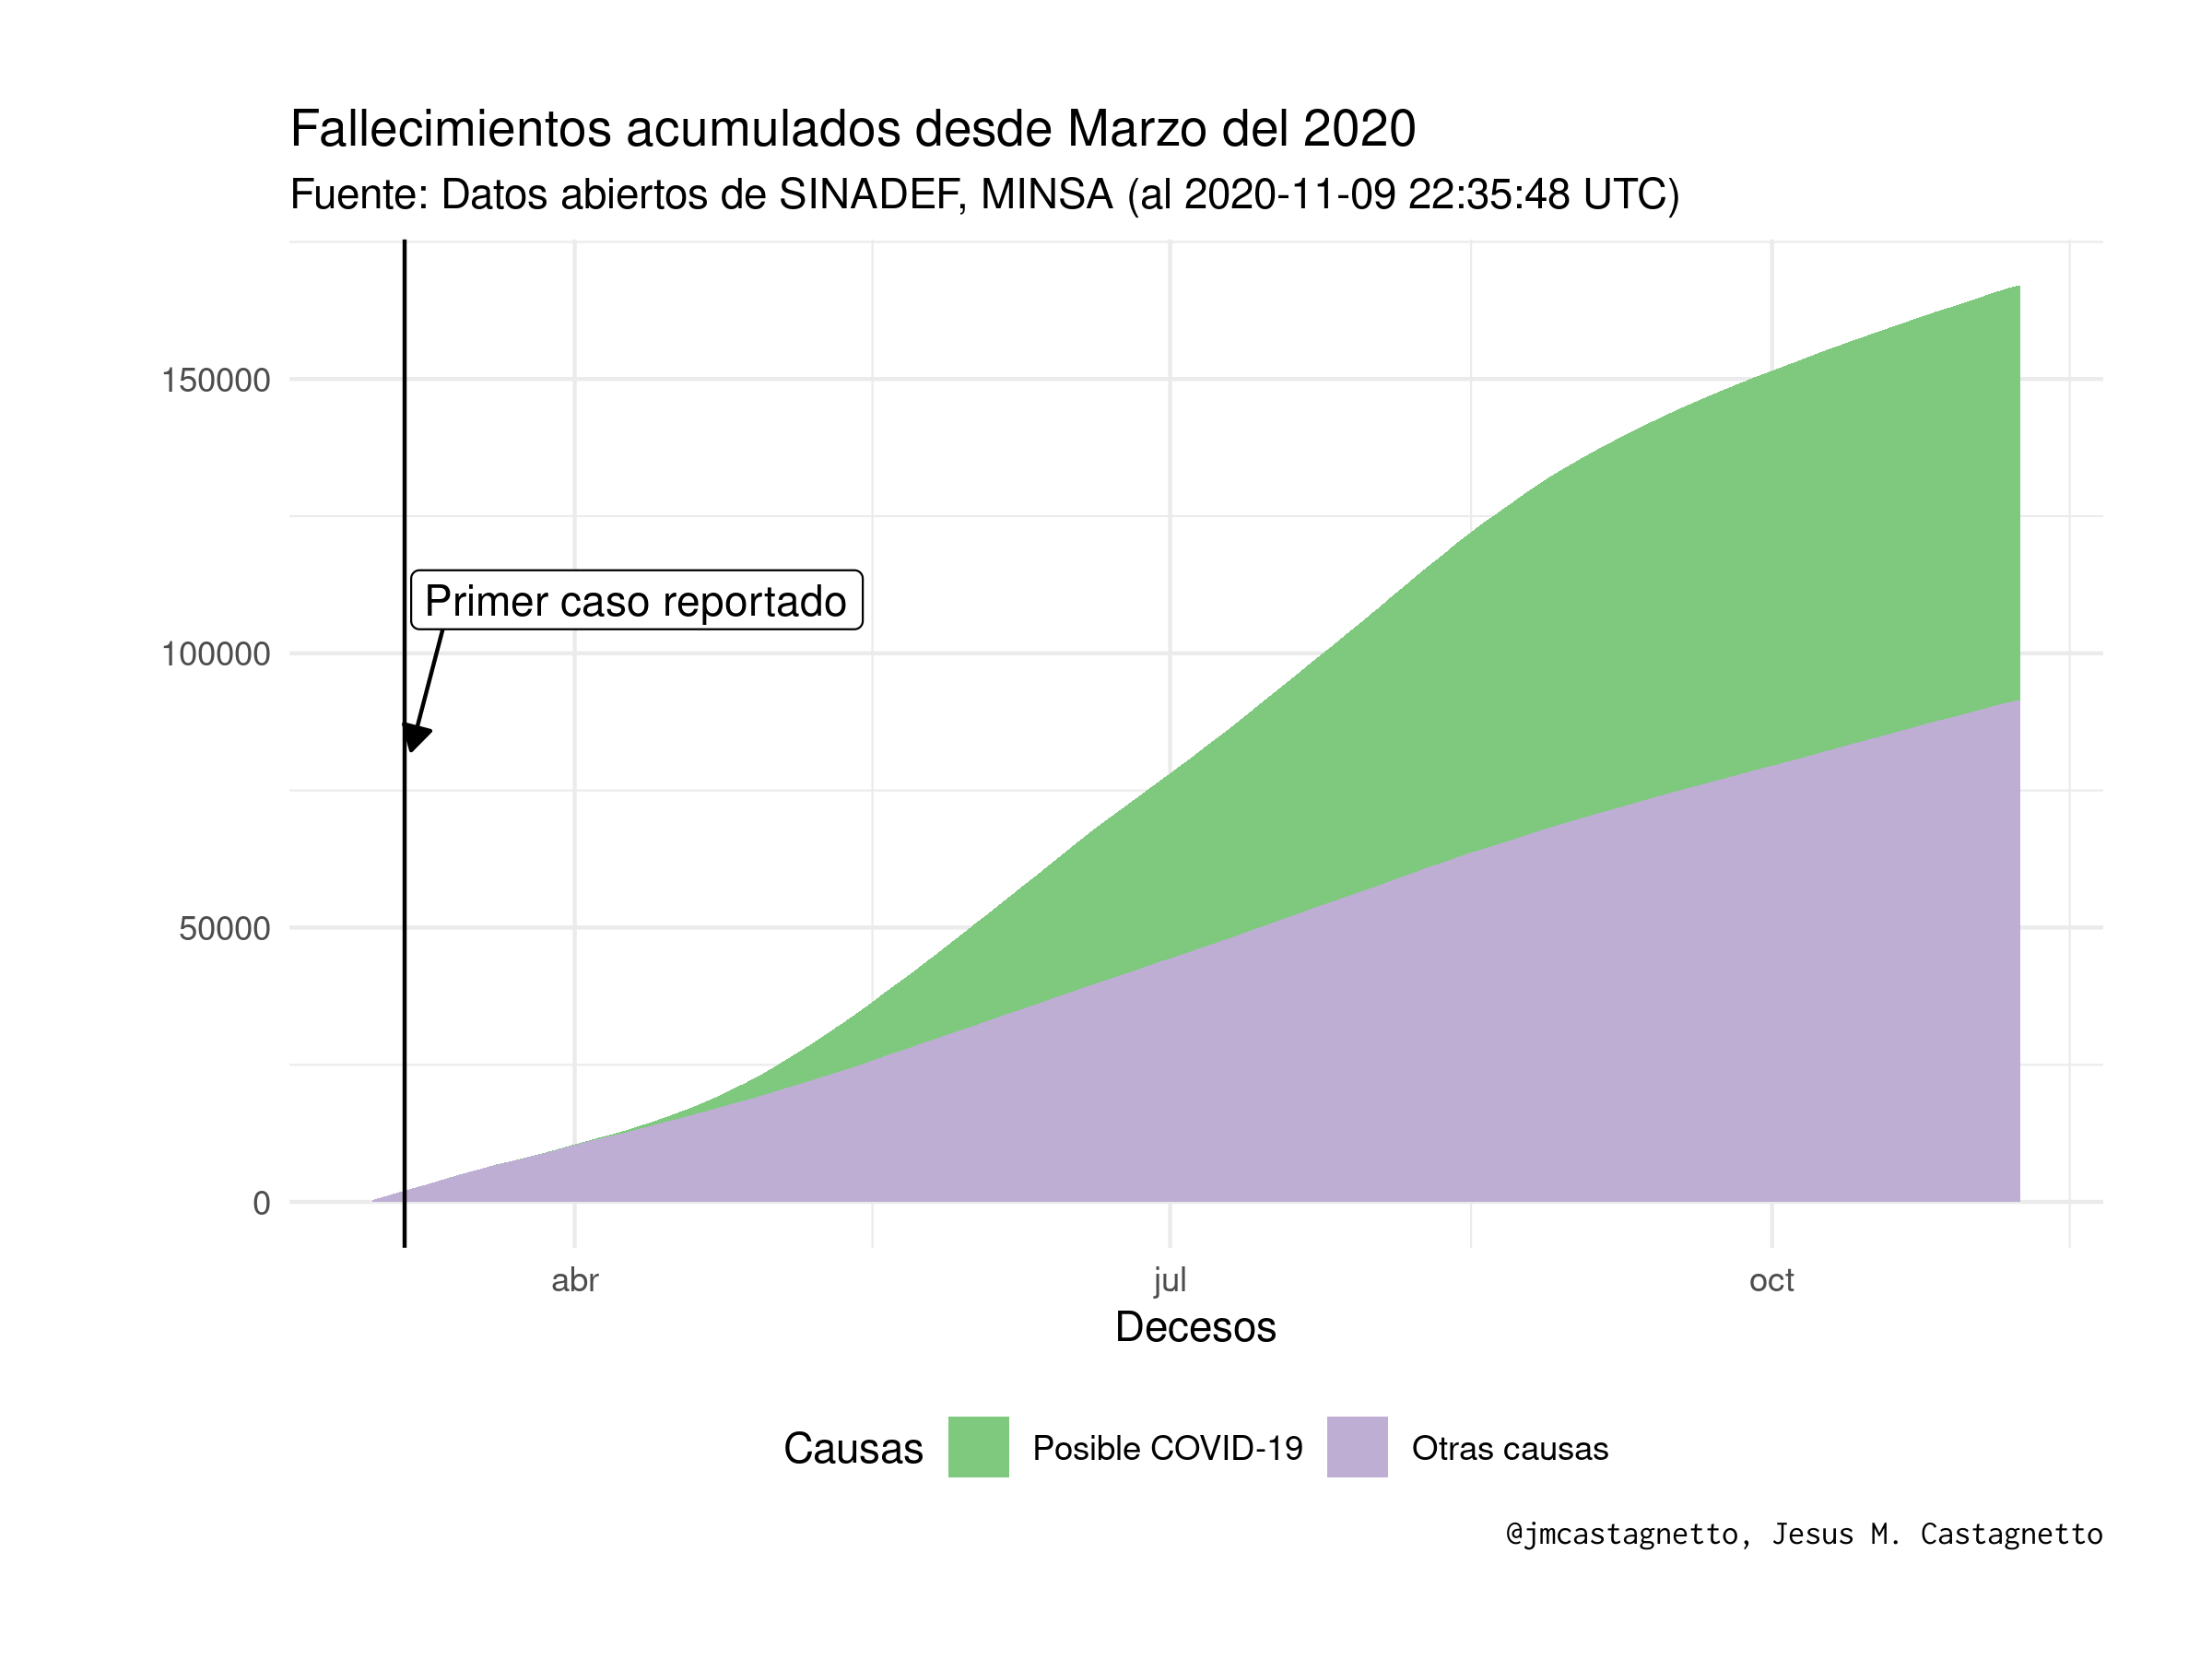 Fallecimientos acumulados desde Marzo del 2020
Fuente: Datos abiertos de SINADEF, MINSA (al 2020-11-09 22:35:48 UTC)
150000
Primer caso reportado
100000
50000
0
abr jul oct
Decesos
Causas Posible COVID-19 Otras causas
@jmcastagnetto, Jesus M. Castagnetto